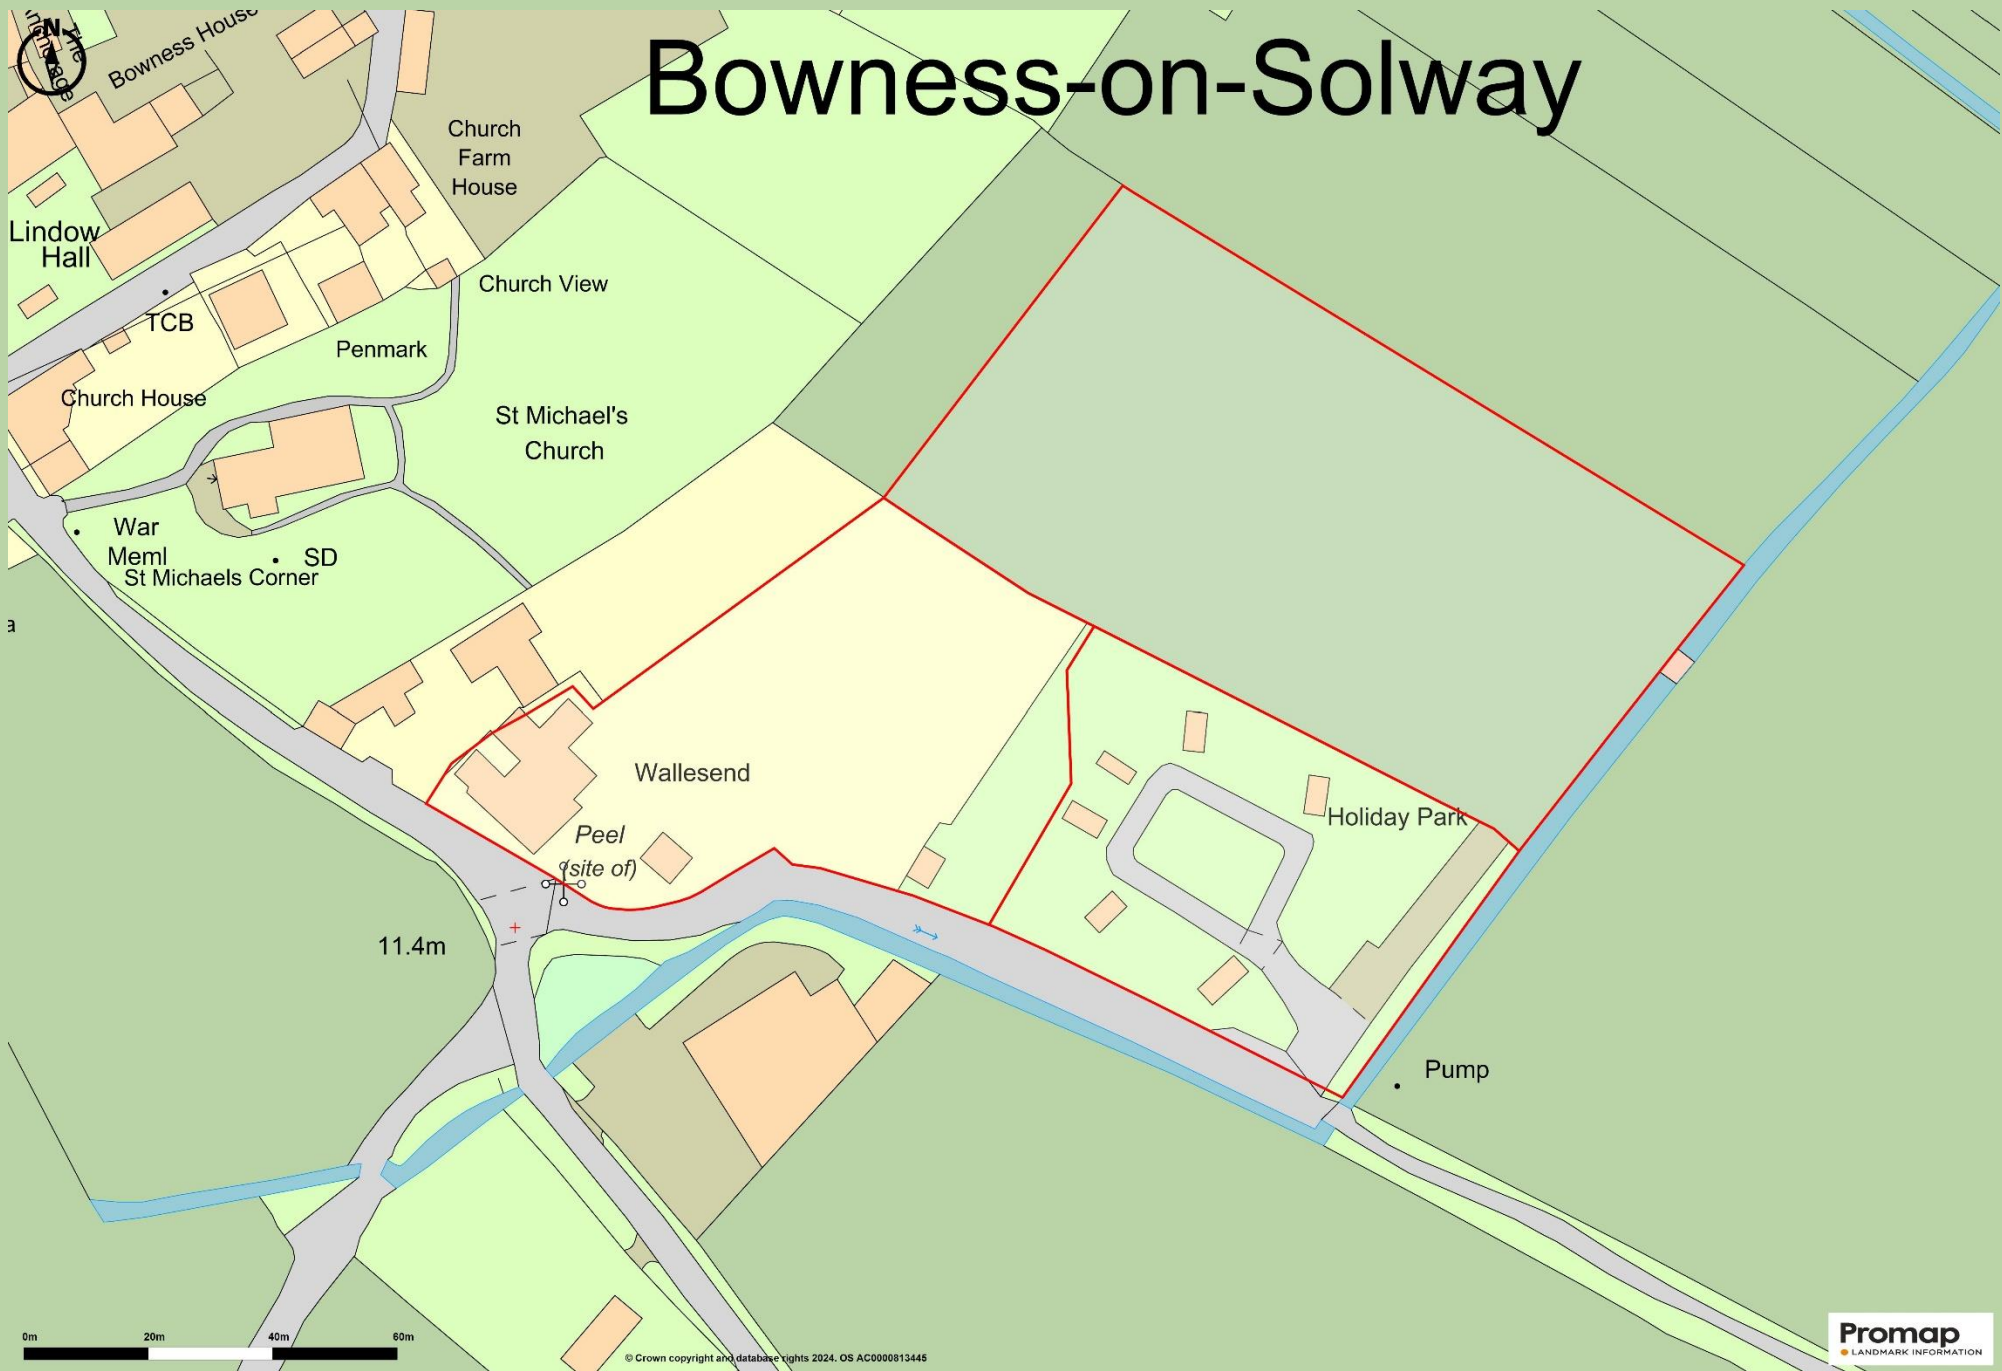 Bowness-on-Solway
N
The
Bowness House
Church
Farm
House
Lindow
Hall
Church View
TCB
Penmark
Church House
St Michael's
Church
War
Meml
SD
St Michaels Corner
a
Wallesend
Peel
(site of)
Holiday Park
11.4m
Pump
0m
20m
40m
60m
© Crown copyright and database rights 2024. OS AC0000813445
Promap
LANDMARK INFORMATION